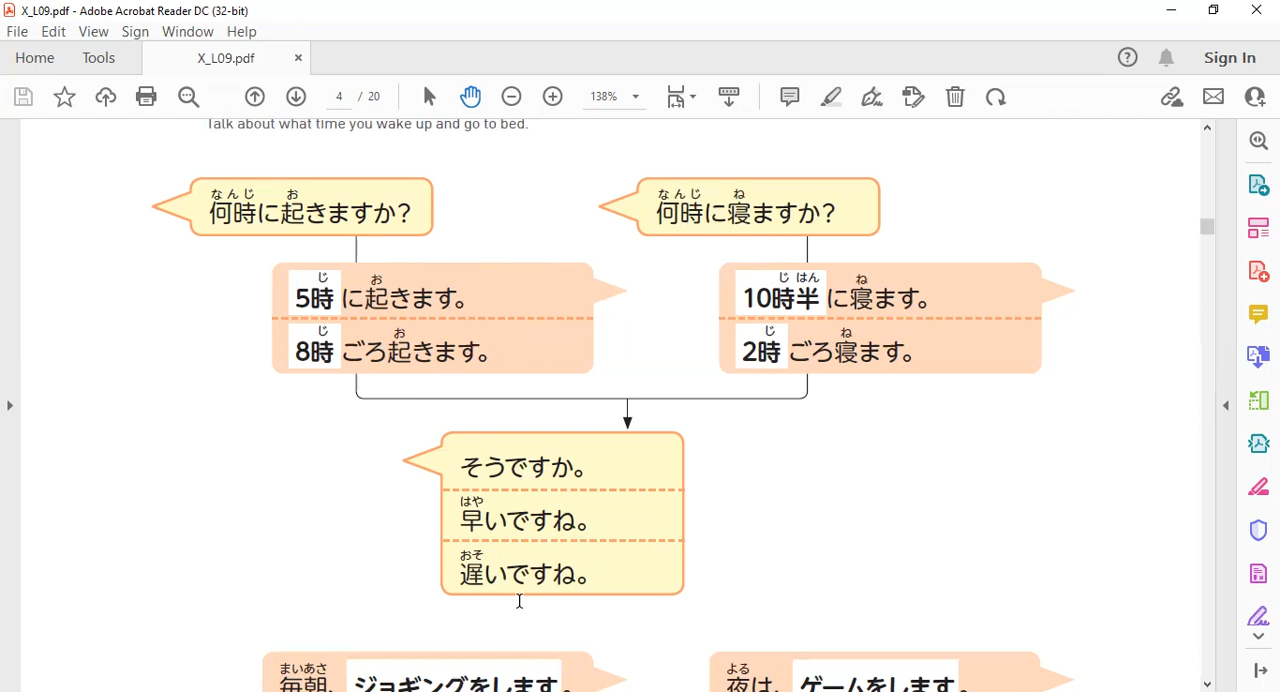 X_L09.pdf - Adobe Acrobat Reader DC (32-bit)
File Edit View Sign Window Help
Home Tools X_L09.pdf × Sign In
4 / 20 138%
Talk about what time you wake up and go to bed.
なんじ お
何時に起きますか?
なんじ ね
何時に寝ますか?
じ お
5時に起きます。
じ お
8時ごろ起きます。
じ はん ね
10時半に寝ます。
じ ね
2時ごろ寝ます。
そうですか。
はや
早いですね。
おそ
遅いですね。
まいあさ
毎朝、ジョギングをします。
よる
夜は、ゲームをします。